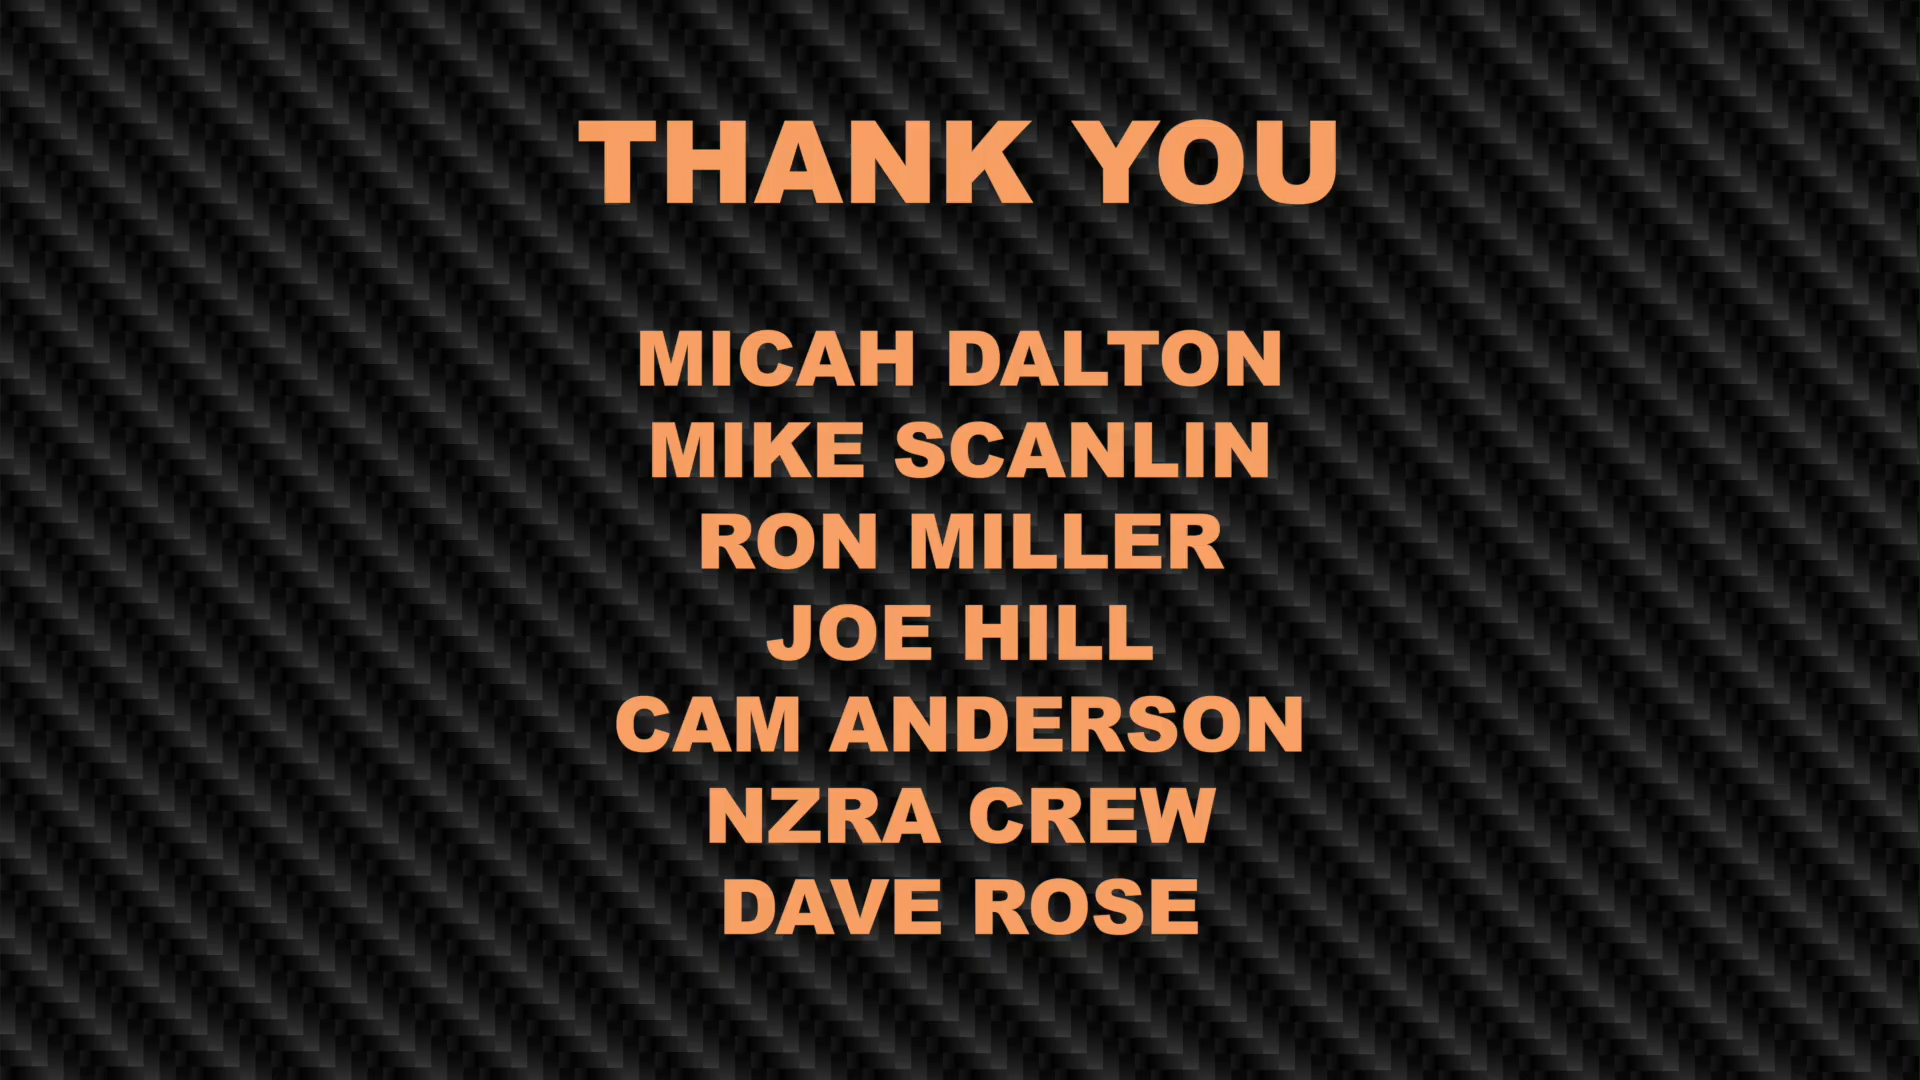 THANK YOU
MICAH DALTON
MIKE SCANLIN
RON MILLER
JOE HILL
CAM ANDERSON
NZRA CREW
DAVE ROSE